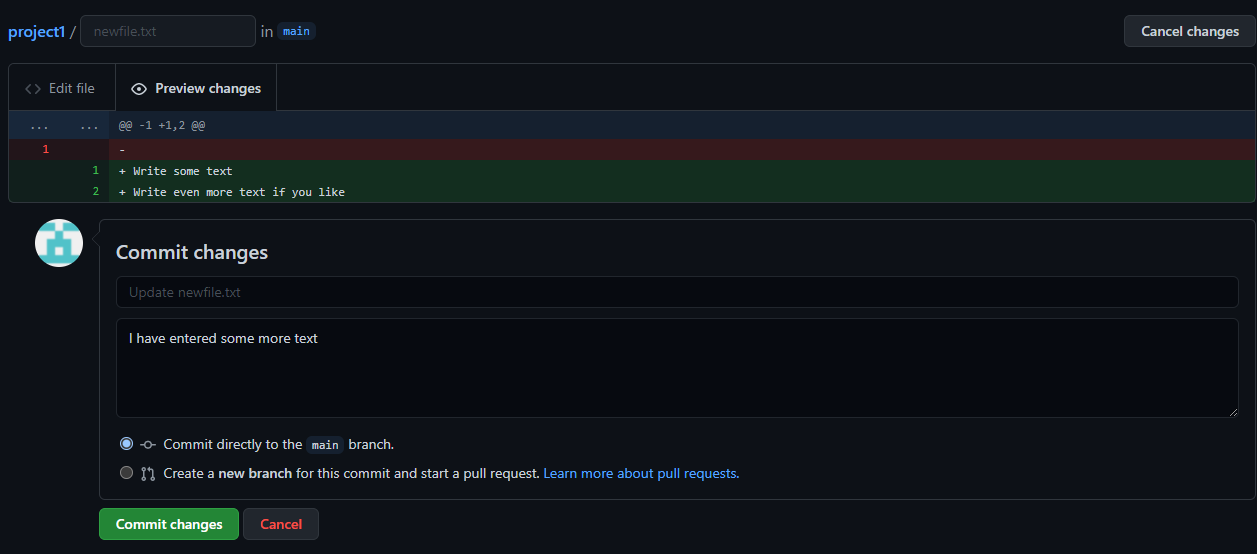 project1 / newfile.txt in main Cancel changes
<> Edit file Preview changes
... ... @@ -1 +1,2 @@
1 -
1 + Write some text
2 + Write even more text if you like
Commit changes
Update newfile.txt
I have entered some more text
Commit directly to the main branch.
Create a new branch for this commit and start a pull request. Learn more about pull requests.
Commit changes Cancel